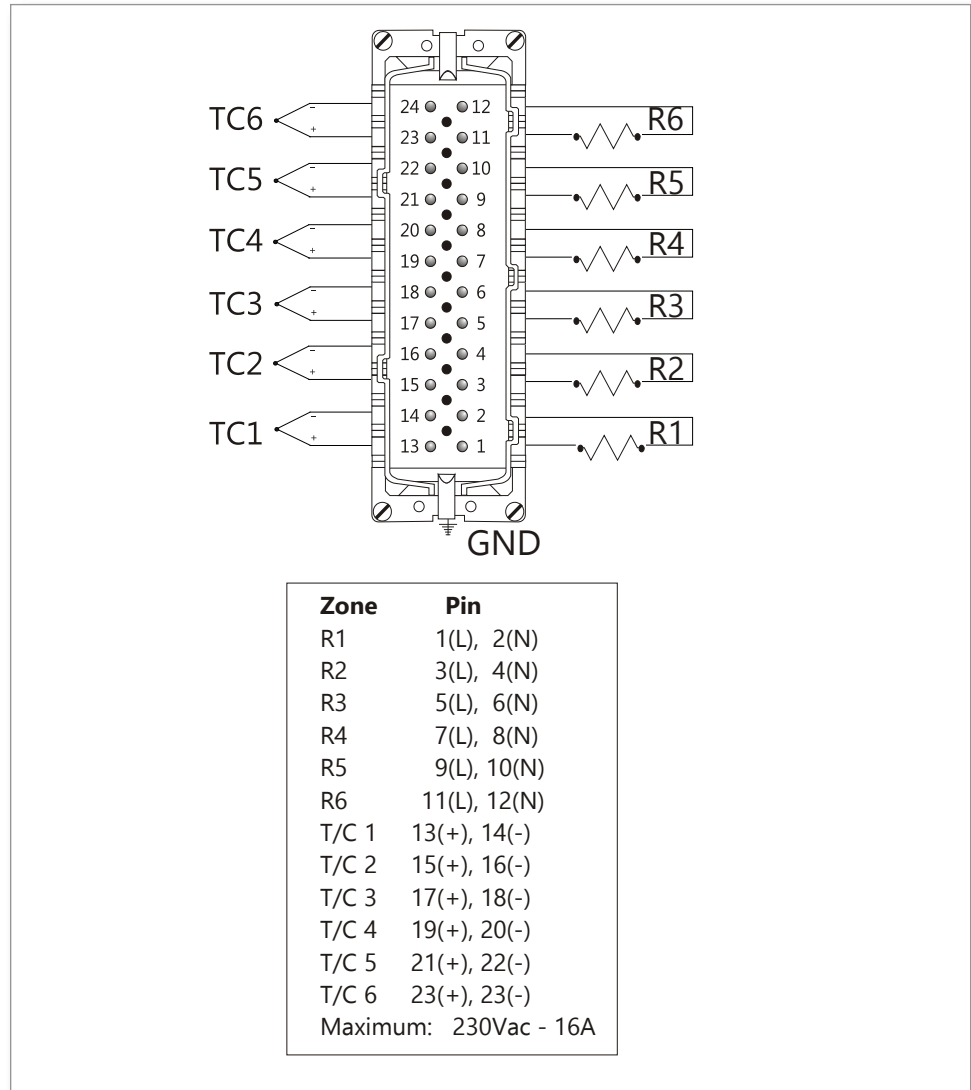 TC6 - + 24 12 R6
23 11
TC5 - + 22 10 R5
21 9
TC4 - + 20 8 R4
19 7
TC3 - + 18 6 R3
17 5
TC2 - + 16 4 R2
15 3
TC1 - + 14 2 R1
13 1
GND
Zone Pin
R1 1(L), 2(N)
R2 3(L), 4(N)
R3 5(L), 6(N)
R4 7(L), 8(N)
R5 9(L), 10(N)
R6 11(L), 12(N)
T/C 1 13(+), 14(-)
T/C 2 15(+), 16(-)
T/C 3 17(+), 18(-)
T/C 4 19(+), 20(-)
T/C 5 21(+), 22(-)
T/C 6 23(+), 23(-)
Maximum: 230Vac - 16A